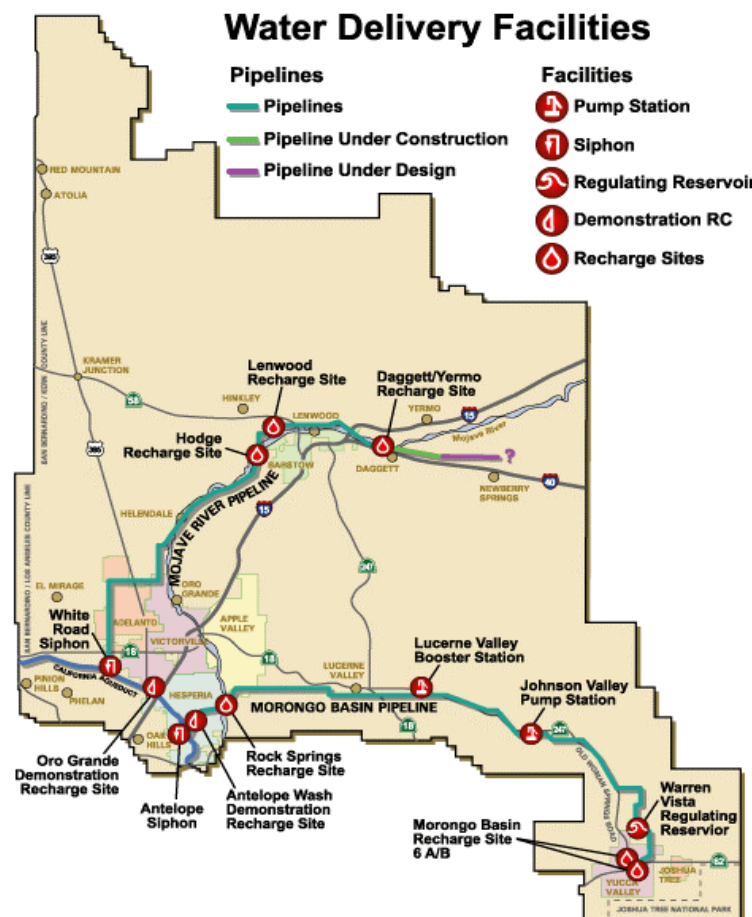 Water Delivery Facilities
Pipelines
Pipelines
Pipeline Under Construction
Pipeline Under Design
Facilities
Pump Station
Siphon
Regulating Reservoir
Demonstration RC
Recharge Sites
RED MOUNTAIN
ATOLIA
395
SAN BERNARDINO / KERN COUNTY LINE
KRAMER
JUNCTION
58
395
HINKLEY
Lenwood
Recharge Site
LENWOOD
Daggett/Yermo
Recharge Site
YERMO
15
Mojave River
Hodge
Recharge Site
BARSTOW
DAGGETT
?
NEWBERRY
SPRINGS
40
HELENDALE
MOJAVE RIVER PIPELINE
15
247
SAN BERNARDINO / LOS ANGELES COUNTY LINE
EL MIRAGE
ORO
GRANDE
White
Road
Siphon
ADELANTO
18
VICTORVILLE
APPLE
VALLEY
18
CALIFORNIA AQUEDUCT
PINION
HILLS
PHELAN
HESPERIA
LUCERNE
VALLEY
Lucerne Valley
Booster Station
MORONGO BASIN PIPELINE
18
Johnson Valley
Pump Station
247
OAK
HILLS
Oro Grande
Demonstration
Recharge Site
Antelope
Siphon
Antelope Wash
Demonstration
Recharge Site
Rock Springs
Recharge Site
OLD WOMAN SPRINGS ROAD
Warren
Vista
Regulating
Reservior
Morongo Basin
Recharge Site
6 A/B
62
YUCCA
VALLEY
JOSHUA
TREE
JOSHUA TREE NATIONAL PARK